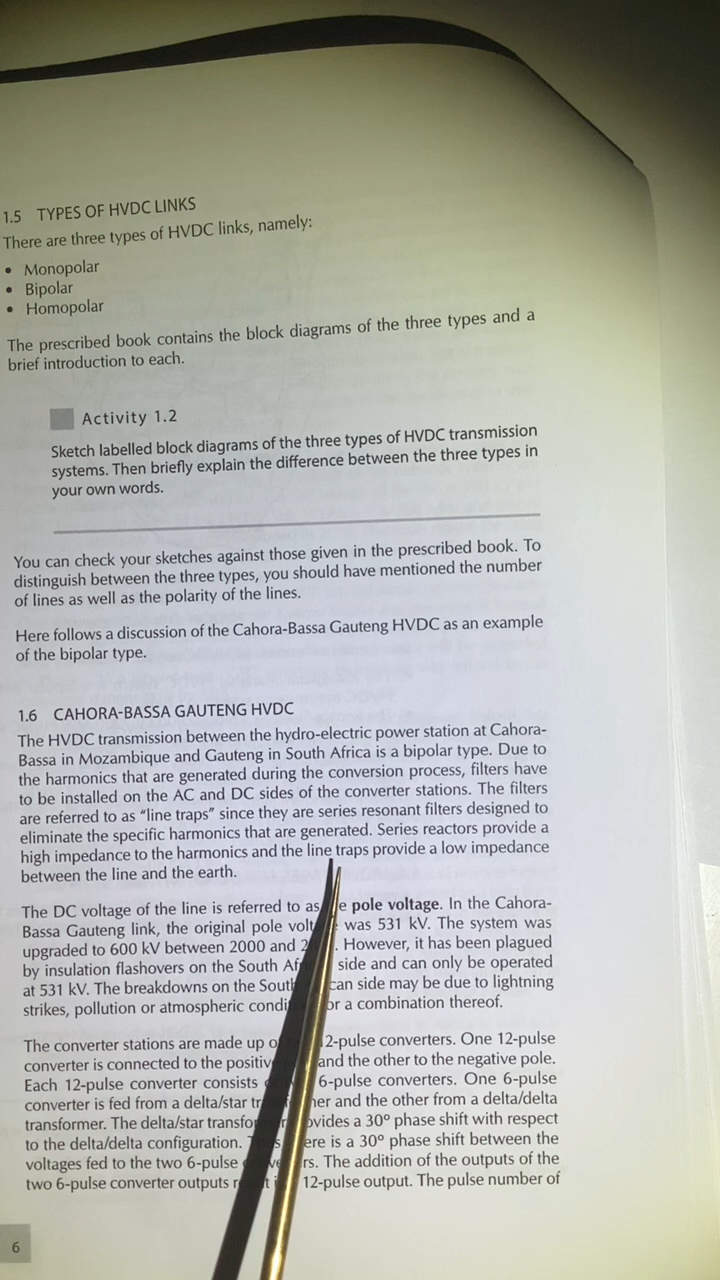 1.5 TYPES OF HVDC LINKS
There are three types of HVDC links, namely:
• Monopolar
• Bipolar
• Homopolar
The prescribed book contains the block diagrams of the three types and a
brief introduction to each.
Activity 1.2
Sketch labelled block diagrams of the three types of HVDC transmission
systems. Then briefly explain the difference between the three types in
your own words.
You can check your sketches against those given in the prescribed book. To
distinguish between the three types, you should have mentioned the number
of lines as well as the polarity of the lines.
Here follows a discussion of the Cahora-Bassa Gauteng HVDC as an example
of the bipolar type.
1.6 CAHORA-BASSA GAUTENG HVDC
The HVDC transmission between the hydro-electric power station at Cahora-
Bassa in Mozambique and Gauteng in South Africa is a bipolar type. Due to
the harmonics that are generated during the conversion process, filters have
to be installed on the AC and DC sides of the converter stations. The filters
are referred to as “line traps” since they are series resonant filters designed to
eliminate the specific harmonics that are generated. Series reactors provide a
high impedance to the harmonics and the line traps provide a low impedance
between the line and the earth.
The DC voltage of the line is referred to as pole voltage. In the Cahora-
Bassa Gauteng link, the original pole was 531 kV. The system was
upgraded to 600 kV between 2000 and However, it has been plagued
by insulation flashovers on the South side and can only be operated
at 531 kV. The breakdowns on the side may be due to lightning
strikes, pollution or atmospheric or a combination thereof.
The converter stations are made up 12-pulse converters. One 12-pulse
converter is connected to the and the other to the negative pole.
Each 12-pulse converter consists 6-pulse converters. One 6-pulse
converter is fed from a delta/star and the other from a delta/delta
transformer. The delta/star provides a 30° phase shift with respect
to the delta/delta configuration. there is a 30° phase shift between the
voltages fed to the two 6-pulse The addition of the outputs of the
two 6-pulse converter outputs 12-pulse output. The pulse number of
6